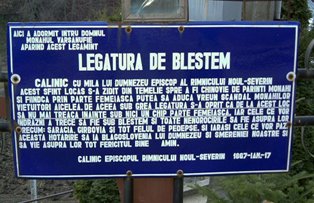 AICI A ADORMIT INTRU DOMNUL
MONAHUL VARSANUFIE
APARIND ACEST LEGAMINT
LEGATURA DE BLESTEM
CALINIC CU MILA LUI DUMNEZEU EPISCOP AL RIMNICULUI NOUL-SEVERIN
ACEST SFINT LOCAS S-A ZIDIT DIN TEMELIE SPRE A FI CHINOVIE DE PARINTI MONAHI
SI FIINDCA PRIN PARTE FEMEIASCA PUTEA SA ADUCA VREUN SCANDAL MONAHILOR
VIETUITORI ACELEA DE ACEEA SUB GREA LEGATURA S-A OPRIT CA DE LA ACEST LOC
SA NU MAI TREACA INAINTE SUB NICI UN CHIP PARTE FEMEIASCA, IAR CELE CE VOR
INDRAZNI A TRECE SA FIE SUB BLESTEM SI TOATE NENOROCIRILE SA FIE ASUPRA LOR
PRECUM: SARACIA, GIRBOVIA SI TOT FELUL DE PEDEPSE, SI IARASI CELE CE VOR PAZI
ACEASTA HOTARIRE SA IA BLAGOSLOVENIA LUI DUMNEZEU SI SMERENIEI NOASTRE SI
SA VIE ASUPRA LOR TOT FERICITUL BINE AMIN.
CALINIC EPISCOPUL RIMNICULUI NOUL-SEVERIN 1867-IAN.-17